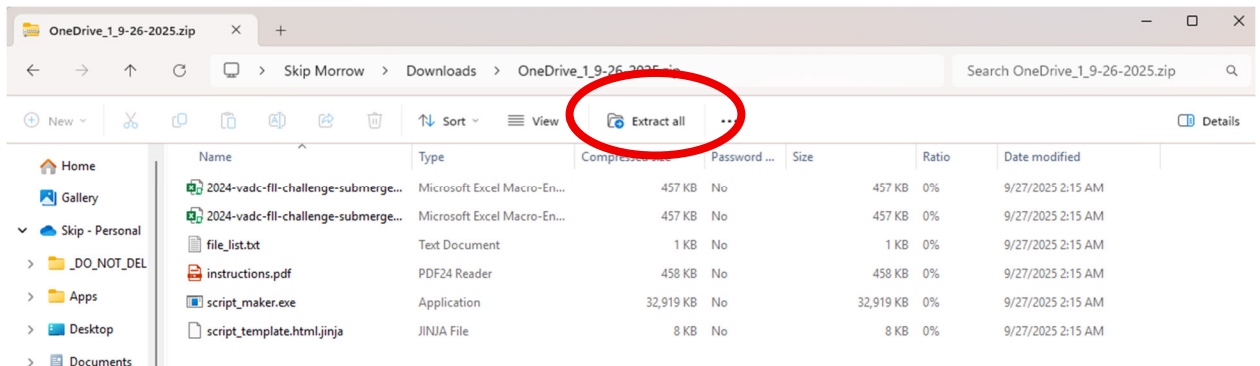 OneDrive_1_9-26-2025.zip
Skip Morrow > Downloads > OneDrive_1_9-26-2025.zip Search OneDrive_1_9-26-2025.zip
New Sort View Extract all ... Details
Name Type Compressed size Password ... Size Ratio Date modified
Home
Gallery
Skip - Personal
_DO_NOT_DEL
Apps
Desktop
Documents
2024-vadc-fll-challenge-submerge... Microsoft Excel Macro-En... 457 KB No 457 KB 0% 9/27/2025 2:15 AM
2024-vadc-fll-challenge-submerge... Microsoft Excel Macro-En... 457 KB No 457 KB 0% 9/27/2025 2:15 AM
file_list.txt Text Document 1 KB No 1 KB 0% 9/27/2025 2:15 AM
instructions.pdf PDF24 Reader 458 KB No 458 KB 0% 9/27/2025 2:15 AM
script_maker.exe Application 32,919 KB No 32,919 KB 0% 9/27/2025 2:15 AM
script_template.html.jinja JINJA File 8 KB No 8 KB 0% 9/27/2025 2:15 AM